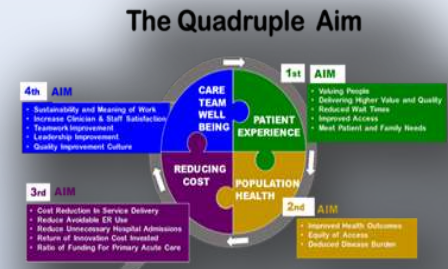 The Quadruple Aim
4th AIM
• Sustainability and Meaning of Work
• Increase Clinician & Staff Satisfaction
• Teamwork Improvement
• Leadership Improvement
• Quality Improvement Culture
CARE
TEAM
WELL
BEING
PATIENT
EXPERIENCE
1st AIM
• Valuing People
• Delivering Higher Value and Quality
• Reduced Wait Times
• Improved Access
• Meet Patient and Family Needs
REDUCING
COST
POPULATION
HEALTH
3rd AIM
• Cost Reduction In Service Delivery
• Reduce Avoidable ER Use
• Reduce Unnecessary Hospital Admissions
• Return of Innovation Cost Invested
• Ratio of Funding For Primary Acute Care
2nd AIM
• Improved Health Outcomes
• Equity of Access
• Deduced Disease Burden